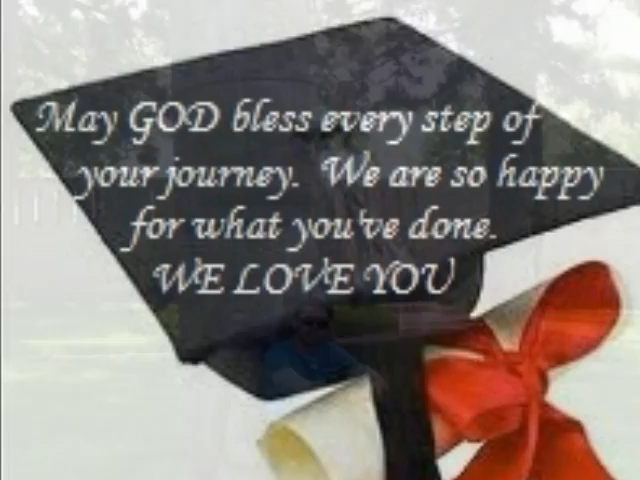 May GOD bless every step of
your journey. We are so happy
for what you've done.
WE LOVE YOU